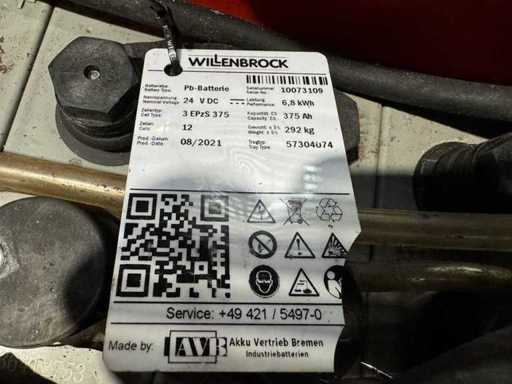 WILLENBROCK
Batterieart: Battery Type: Pb-Batterie
Serialnummer: Serial-No.: 10073109
Nennspannung: Nominal Voltage: 24 V DC
Leistung: Performance: 6,8 kWh
Zellentyp: Cell Type: 3 EPzS 375
Kapazität C5: Capacity C5: 375 Ah
Zellen: Cells: 12
Gewicht ± 5%: Weight ± 5%: 292 kg
Prod.-Datum: Prod.-Date: 08/2021
Trogtyp: Tray Type: 57304074
Pb
Service: +49 421 / 5497-0
Made by: AVB Akku Vertrieb Bremen
Industriebatterien